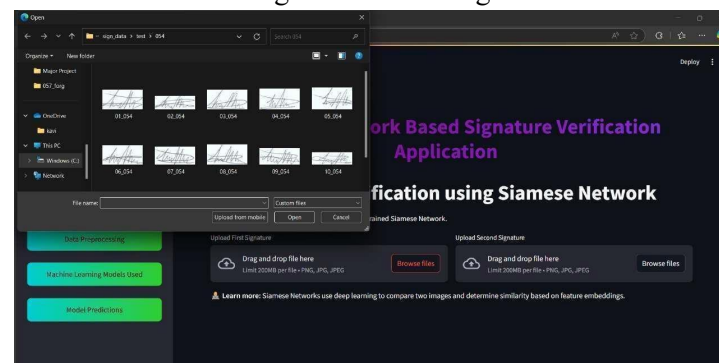 Open
sign_data > test > 054
Search 054
Organize
New folder
Deploy
Major Project
057_forg
OneDrive
This PC
Windows (C:)
Network
01_054
02_054
03_054
04_054
05_054
06_054
07_054
08_054
09_054
10_054
File name:
Custom files
Upload from mobile
Open
Cancel
ork Based Signature Verification
Application
fication using Siamese Network
rained Siamese Network.
Data Preprocessing
Machine Learning Models Used
Model Predictions
Upload First Signature
Drag and drop file here
Limit 200MB per file • PNG, JPG, JPEG
Browse files
Upload Second Signature
Drag and drop file here
Limit 200MB per file • PNG, JPG, JPEG
Browse files
Learn more: Siamese Networks use deep learning to compare two images and determine similarity based on feature embeddings.